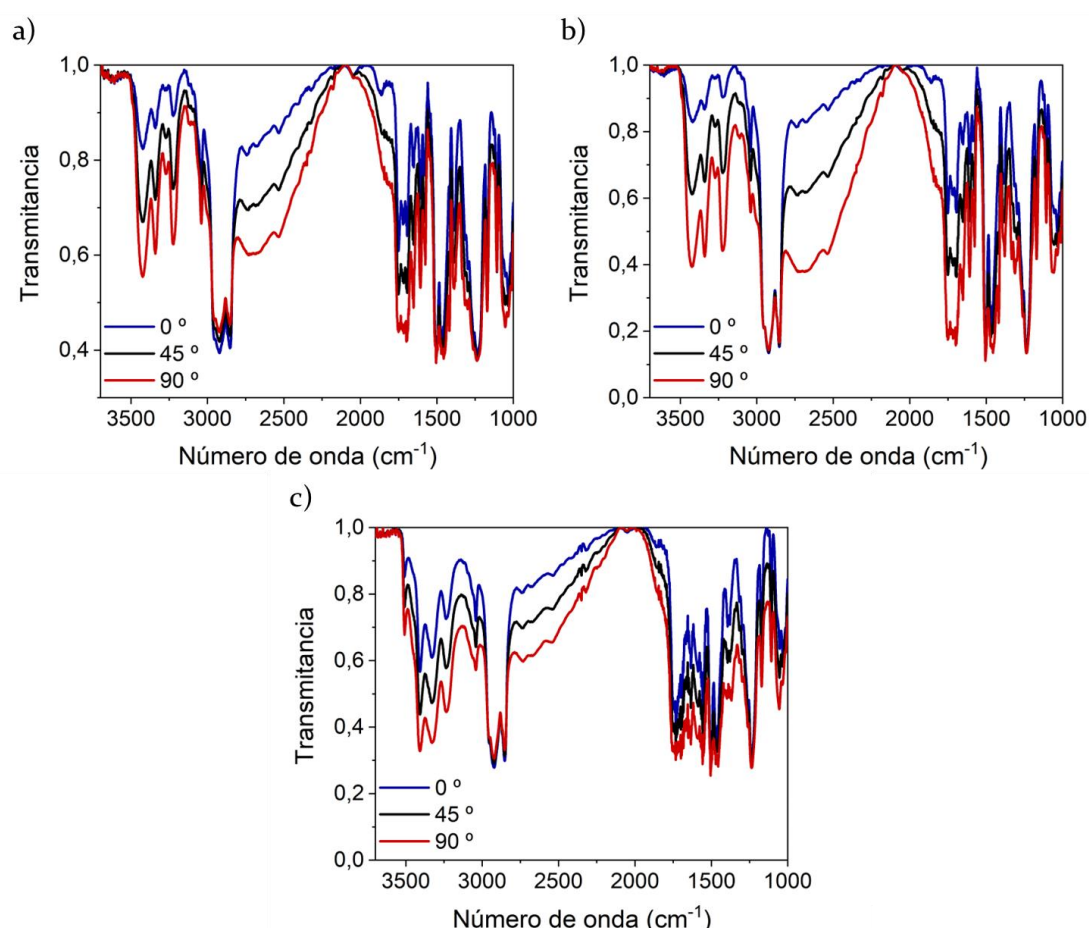 a)
1,0
0,8
0,6
0,4
Transmitancia
0 º
45 º
90 º
3500 3000 2500 2000 1500 1000
Número de onda (cm-1)
b)
1,0
0,8
0,6
0,4
0,2
0,0
Transmitancia
0 º
45 º
90 º
3500 3000 2500 2000 1500 1000
Número de onda (cm-1)
c)
1,0
0,8
0,6
0,4
0,2
0,0
Transmitancia
0 º
45 º
90 º
3500 3000 2500 2000 1500 1000
Número de onda (cm-1)